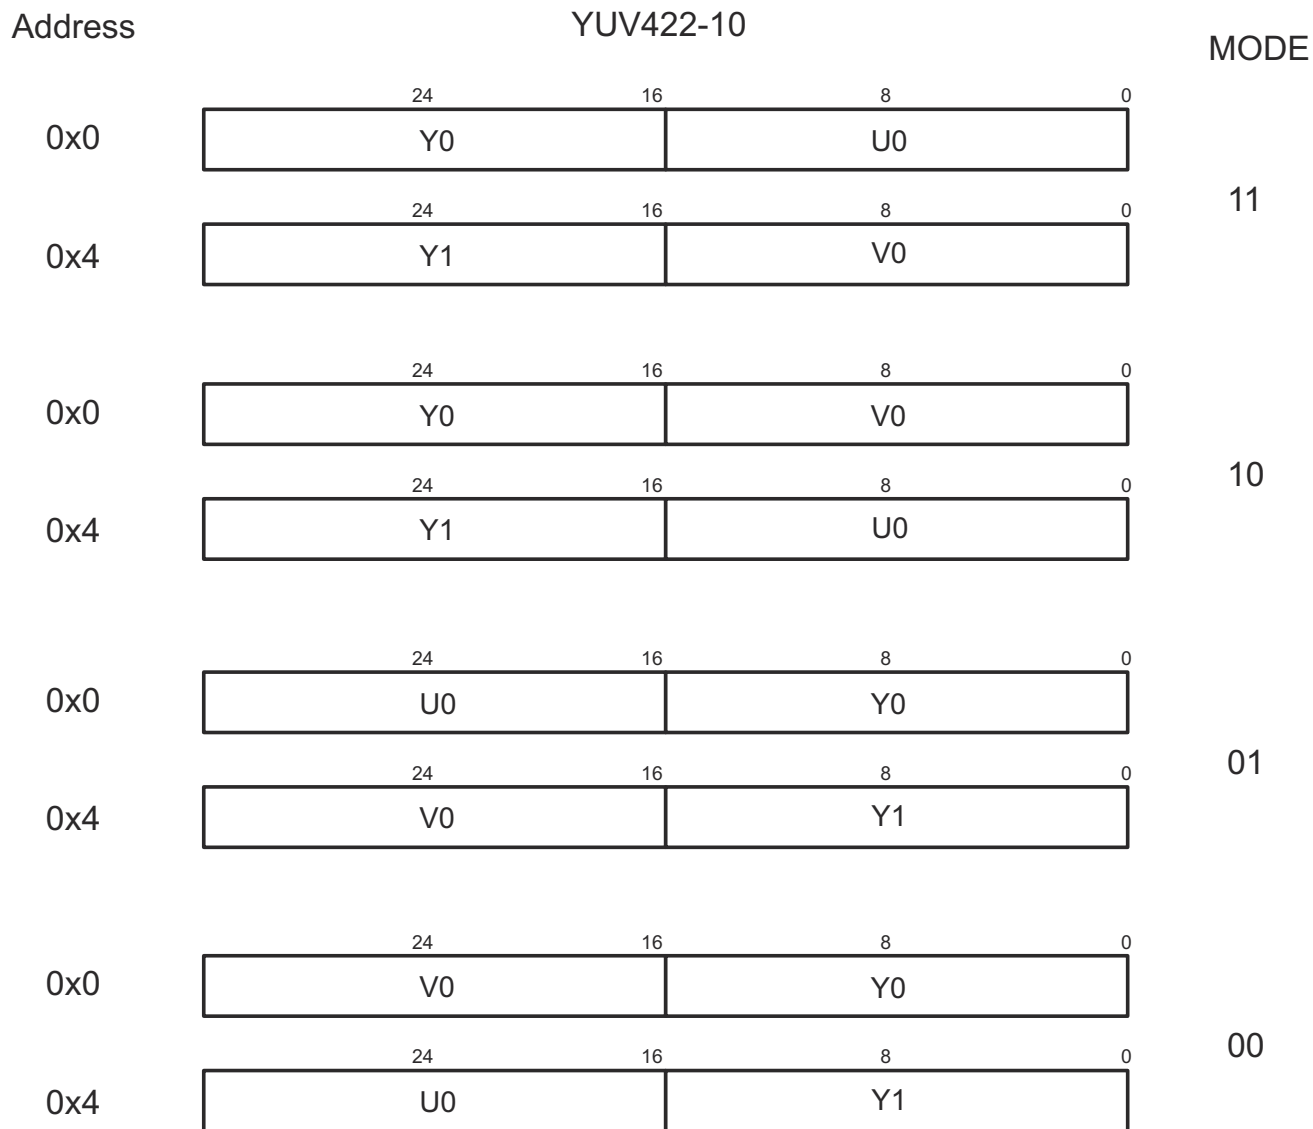 Address YUV422-10 MODE
24 16 8 0
0x0 Y0 U0
11
24 16 8 0
0x4 Y1 V0
24 16 8 0
0x0 Y0 V0
10
24 16 8 0
0x4 Y1 U0
24 16 8 0
0x0 U0 Y0
01
24 16 8 0
0x4 V0 Y1
24 16 8 0
0x0 V0 Y0
00
24 16 8 0
0x4 U0 Y1